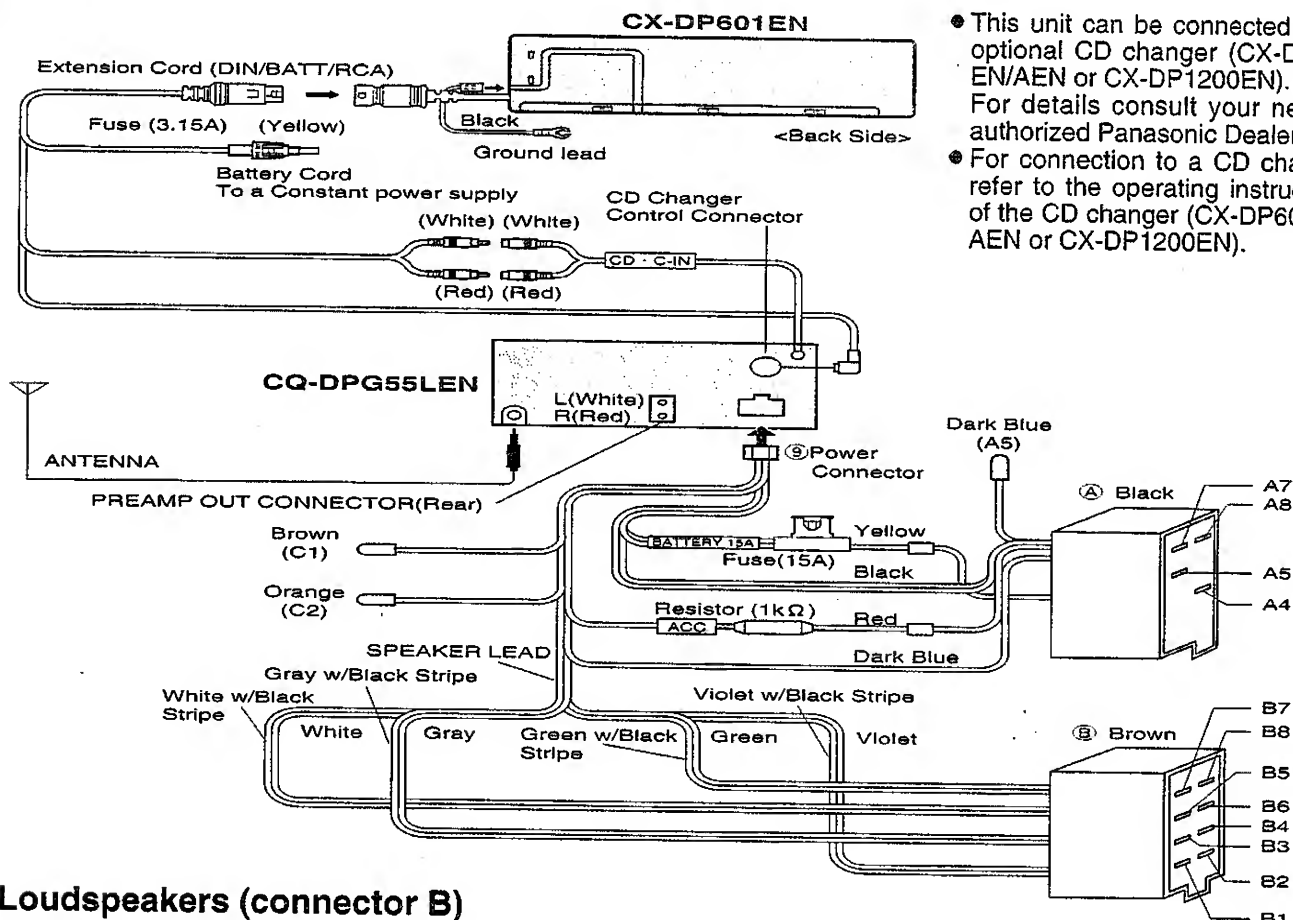 CX-DP601EN
Extension Cord (DIN/BATT/RCA)
Fuse (3.15A) (Yellow)
Black
Ground lead
<Back Side>
Battery Cord
To a Constant power supply
CD Changer
Control Connector
(White) (White)
CD · C-IN
(Red) (Red)
● This unit can be connected
optional CD changer (CX-D
EN/AEN or CX-DP1200EN).
For details consult your ne
authorized Panasonic Dealer
● For connection to a CD cha
refer to the operating instruc
of the CD changer (CX-DP60
AEN or CX-DP1200EN).
CQ-DPG55LEN
L(White)
R(Red)
ANTENNA
PREAMP OUT CONNECTOR(Rear)
⑨Power
Connector
Dark Blue
(A5)
Ⓐ Black
A7
A8
A5
A4
Brown
(C1)
Orange
(C2)
BATTERY 15A
Yellow
Fuse(15A)
Black
Resistor (1kΩ)
ACC
Red
Dark Blue
SPEAKER LEAD
Gray w/Black Stripe
White w/Black
Stripe
White
Gray
Green w/Black
Stripe
Green
Violet w/Black Stripe
Violet
Ⓑ Brown
B7
B8
B5
B6
B4
B3
B2
B1
Loudspeakers (connector B)